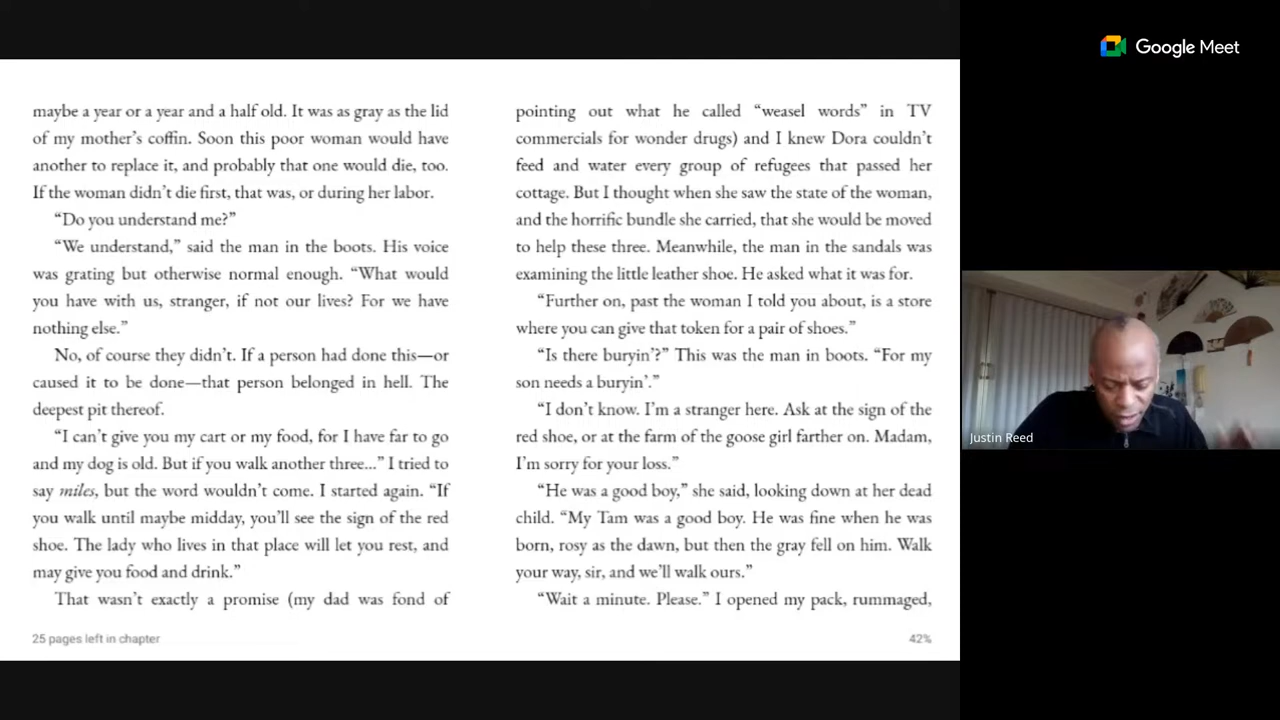 maybe a year or a year and a half old. It was as gray as the lid
of my mother’s coffin. Soon this poor woman would have
another to replace it, and probably that one would die, too.
If the woman didn’t die first, that was, or during her labor.
“Do you understand me?”
“We understand,” said the man in the boots. His voice
was grating but otherwise normal enough. “What would
you have with us, stranger, if not our lives? For we have
nothing else.”
No, of course they didn’t. If a person had done this—or
caused it to be done—that person belonged in hell. The
deepest pit thereof.
“I can’t give you my cart or my food, for I have far to go
and my dog is old. But if you walk another three...” I tried to
say miles, but the word wouldn’t come. I started again. “If
you walk until maybe midday, you’ll see the sign of the red
shoe. The lady who lives in that place will let you rest, and
may give you food and drink.”
That wasn’t exactly a promise (my dad was fond of
25 pages left in chapter
pointing out what he called “weasel words” in TV
commercials for wonder drugs) and I knew Dora couldn’t
feed and water every group of refugees that passed her
cottage. But I thought when she saw the state of the woman,
and the horrific bundle she carried, that she would be moved
to help these three. Meanwhile, the man in the sandals was
examining the little leather shoe. He asked what it was for.
“Further on, past the woman I told you about, is a store
where you can give that token for a pair of shoes.”
“Is there buryin’?” This was the man in boots. “For my
son needs a buryin’.”
“I don’t know. I’m a stranger here. Ask at the sign of the
red shoe, or at the farm of the goose girl farther on. Madam,
I’m sorry for your loss.”
“He was a good boy,” she said, looking down at her dead
child. “My Tam was a good boy. He was fine when he was
born, rosy as the dawn, but then the gray fell on him. Walk
your way, sir, and we’ll walk ours.”
“Wait a minute. Please.” I opened my pack, rummaged,
42%
Google Meet
Justin Reed